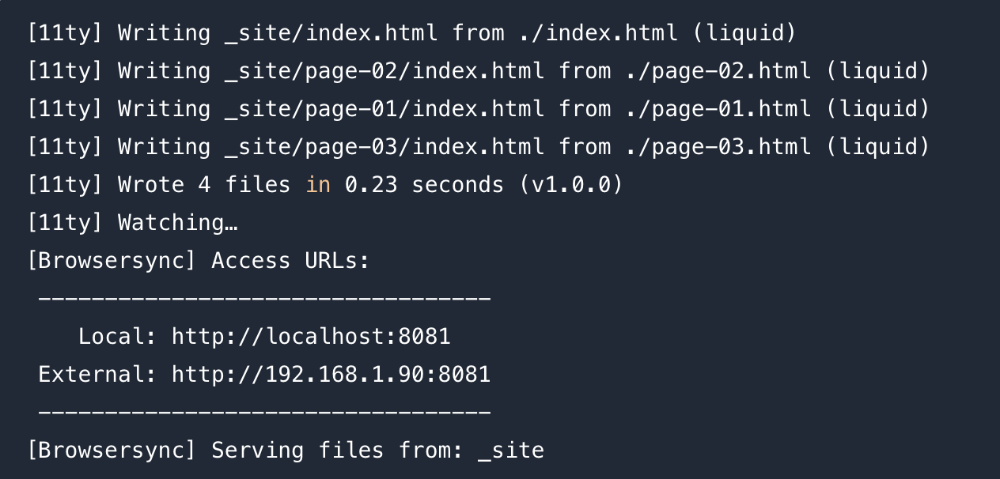 [11ty] Writing _site/index.html from ./index.html (liquid)
[11ty] Writing _site/page-02/index.html from ./page-02.html (liquid)
[11ty] Writing _site/page-01/index.html from ./page-01.html (liquid)
[11ty] Writing _site/page-03/index.html from ./page-03.html (liquid)
[11ty] Wrote 4 files in 0.23 seconds (v1.0.0)
[11ty] Watching…
[Browsersync] Access URLs:
 ----------------------------------
    Local: http://localhost:8081
 External: http://192.168.1.90:8081
 ----------------------------------
[Browsersync] Serving files from: _site